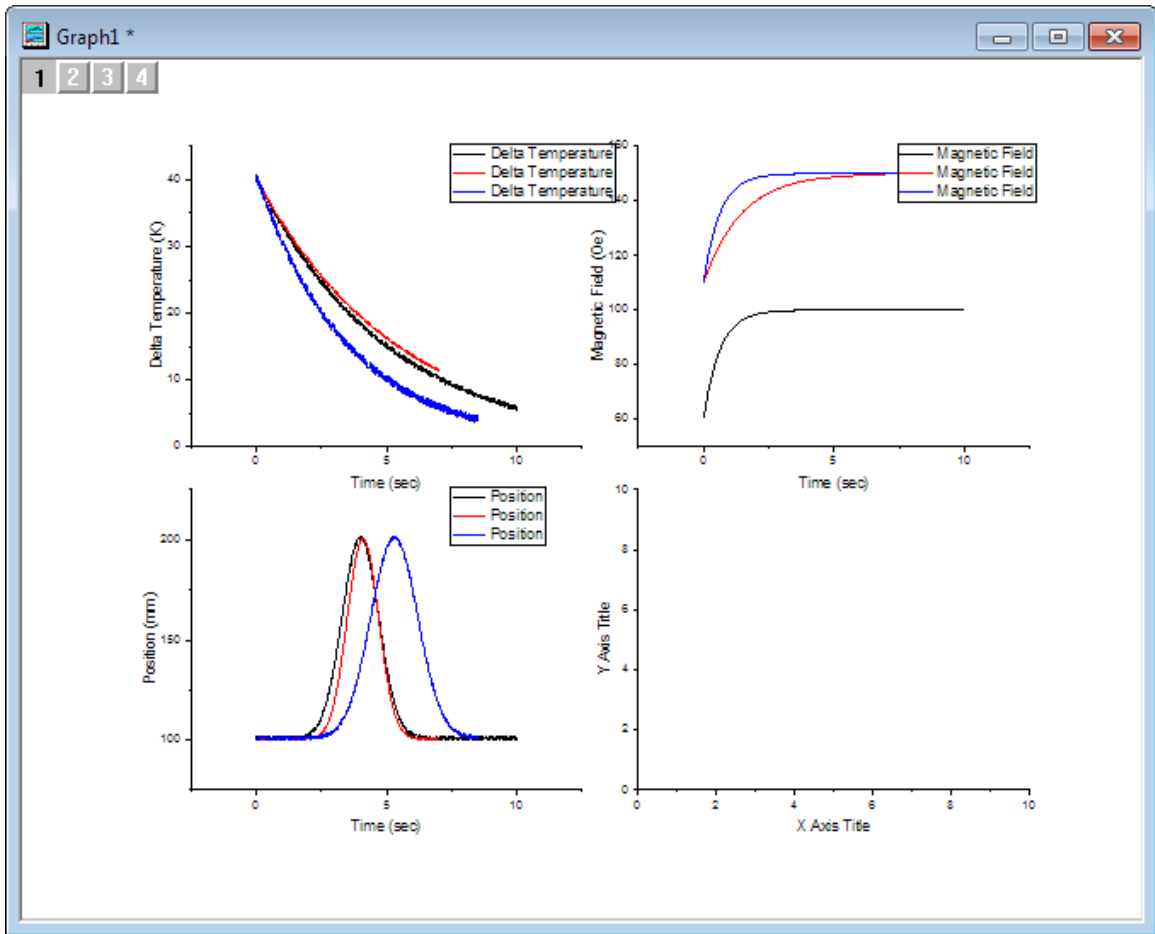 Graph1 *
1 2 3 4
Delta Temperature
Delta Temperature
Delta Temperature
Delta Temperature (K)
40
30
20
10
0
0 5 10
Time (sec)
Magnetic Field
Magnetic Field
Magnetic Field
Magnetic Field (Oe)
160
140
120
100
80
60
0 5 10
Time (sec)
Position
Position
Position
Position (mm)
200
150
100
0 5 10
Time (sec)
Y Axis Title
10
8
6
4
2
0
0 2 4 6 8 10
X Axis Title